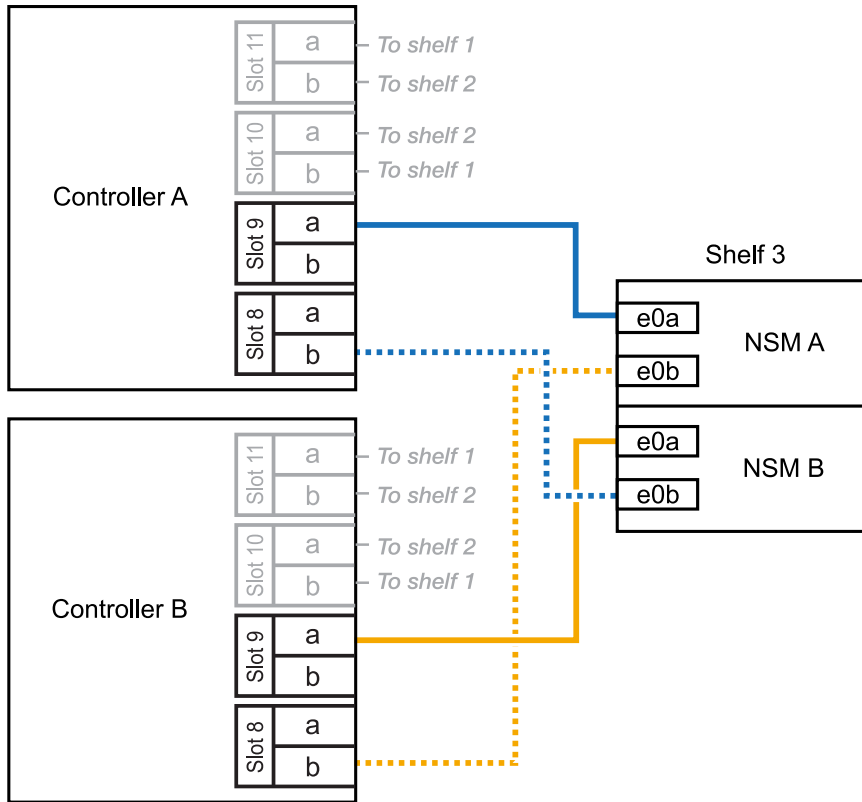 Controller A
Slot 11
a
To shelf 1
b
To shelf 2
Slot 10
a
To shelf 2
b
To shelf 1
Slot 9
a
b
Slot 8
a
b
Controller B
Slot 11
a
To shelf 1
b
To shelf 2
Slot 10
a
To shelf 2
b
To shelf 1
Slot 9
a
b
Slot 8
a
b
Shelf 3
e0a
NSM A
e0b
e0a
NSM B
e0b